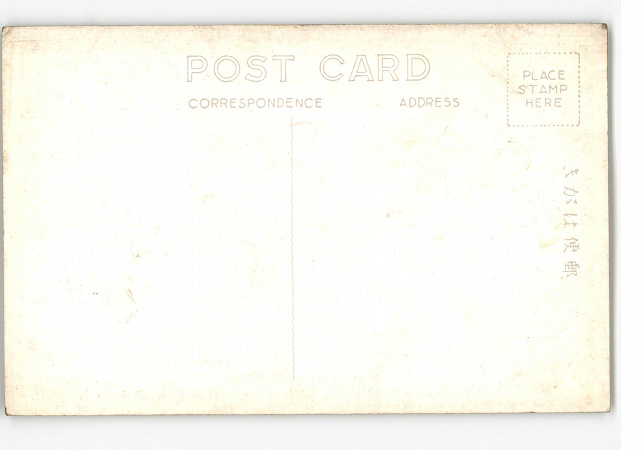 POST CARD
CORRESPONDENCE
ADDRESS
PLACE
STAMP
HERE
きがは便郵